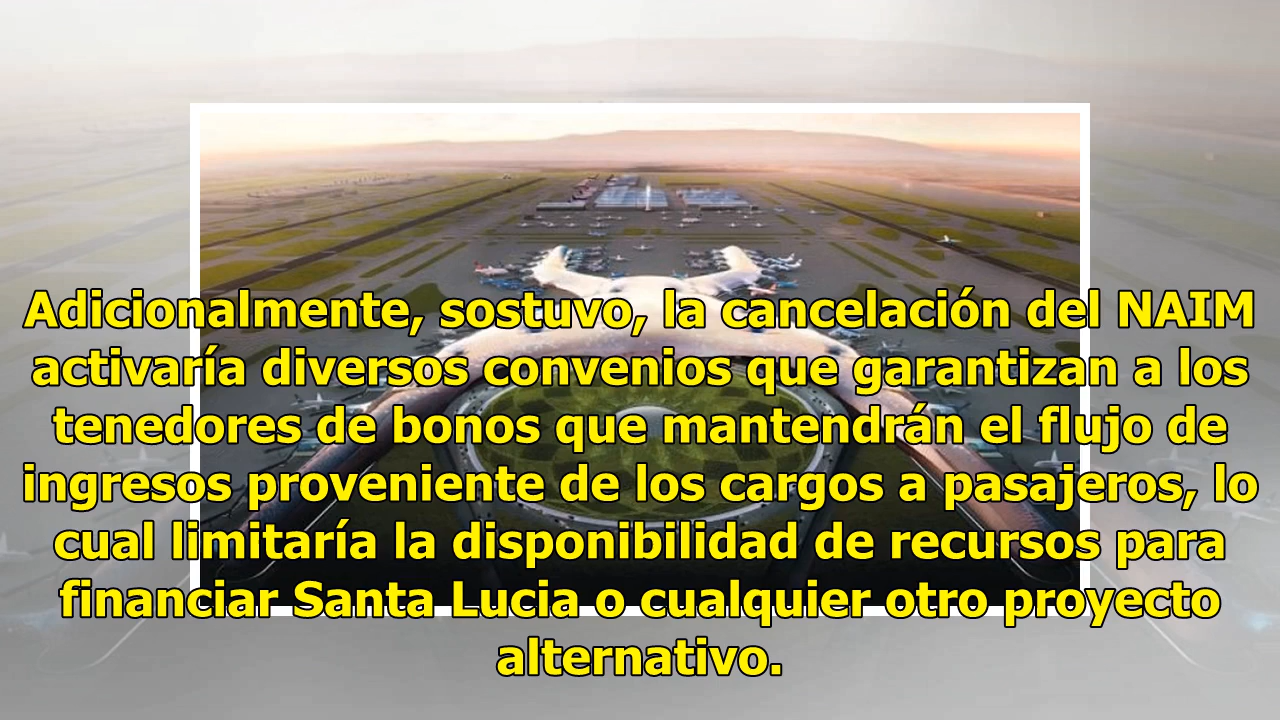 Adicionalmente, sostuvo, la cancelación del NAIM
activaría diversos convenios que garantizan a los
tenedores de bonos que mantendrán el flujo de
ingresos proveniente de los cargos a pasajeros, lo
cual limitaría la disponibilidad de recursos para
financiar Santa Lucia o cualquier otro proyecto
alternativo.